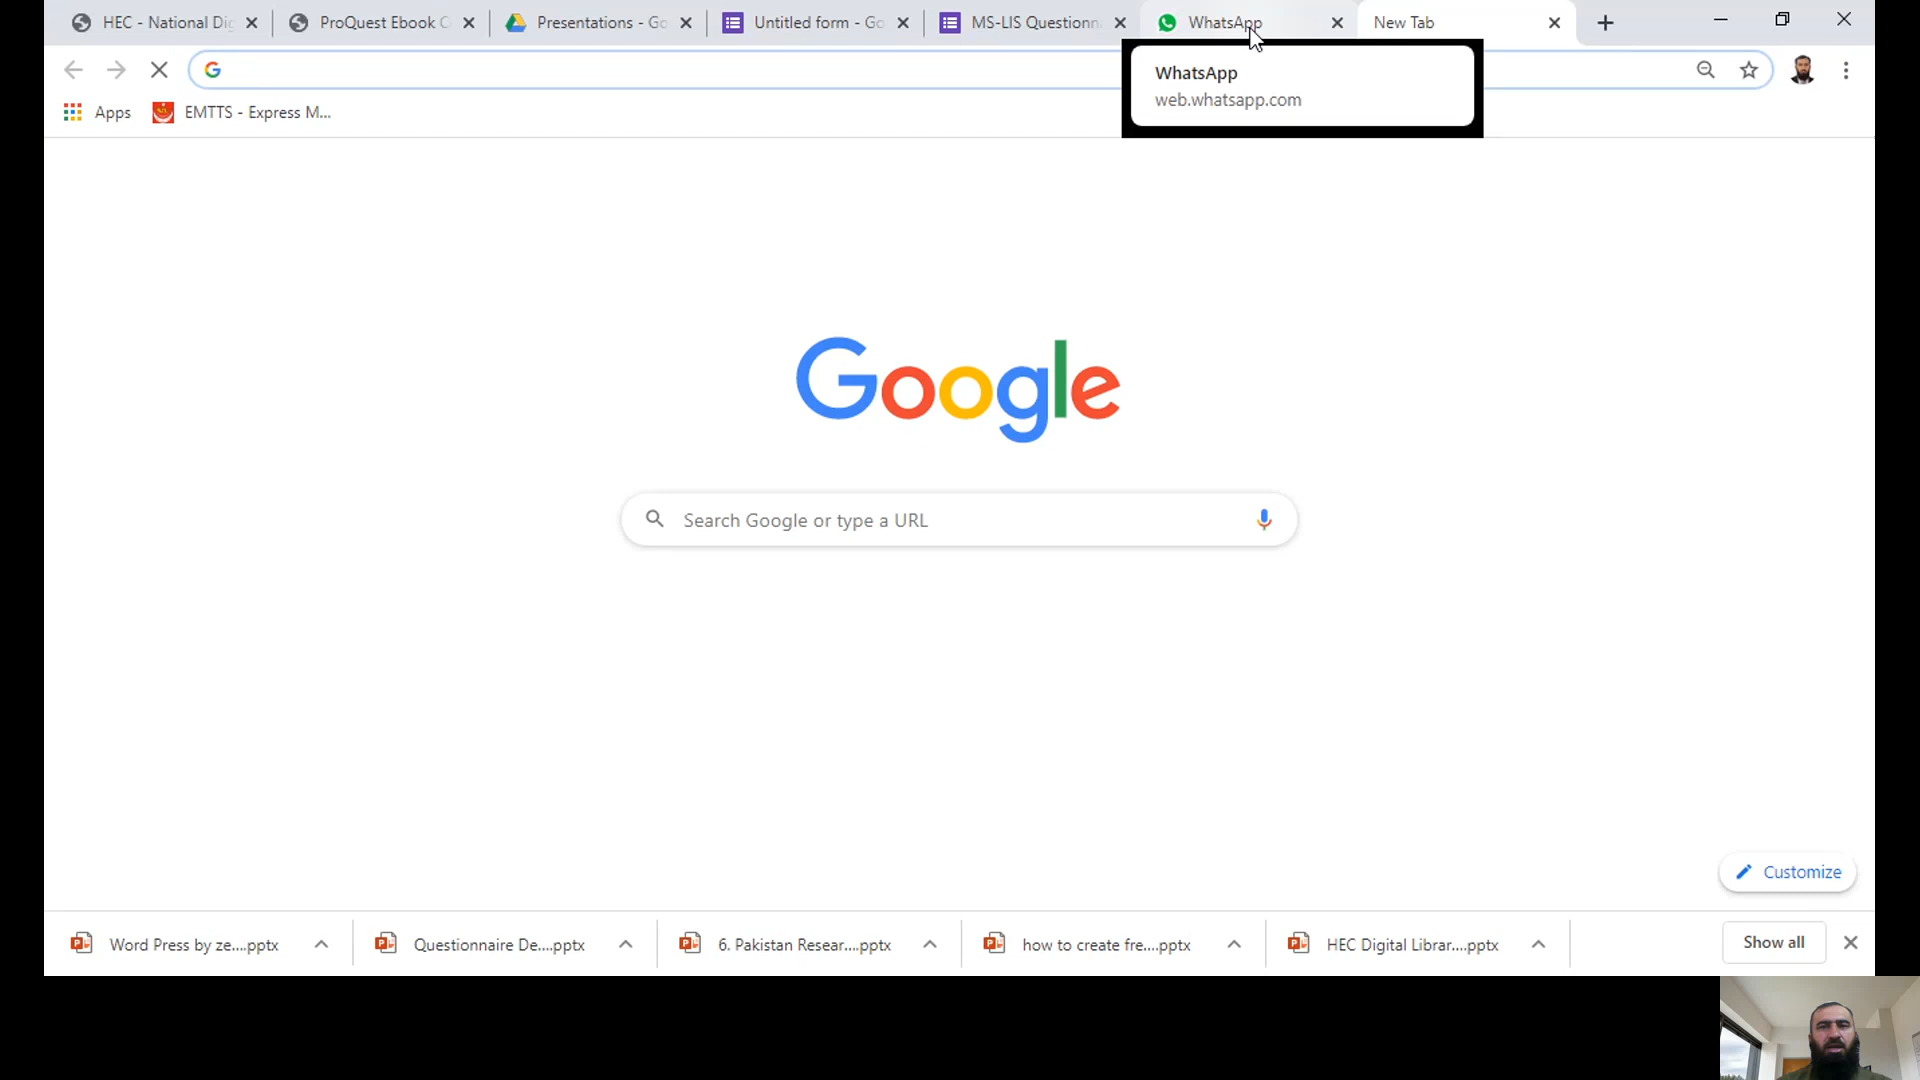 HEC - National Dig
ProQuest Ebook C
Presentations - Go
Untitled form - Go
MS-LIS Questionn
WhatsApp
New Tab
WhatsApp
web.whatsapp.com
Apps
EMTTS - Express M...
Google
Search Google or type a URL
Customize
Word Press by ze....pptx
Questionnaire De....pptx
6. Pakistan Resear....pptx
how to create fre....pptx
HEC Digital Librar....pptx
Show all